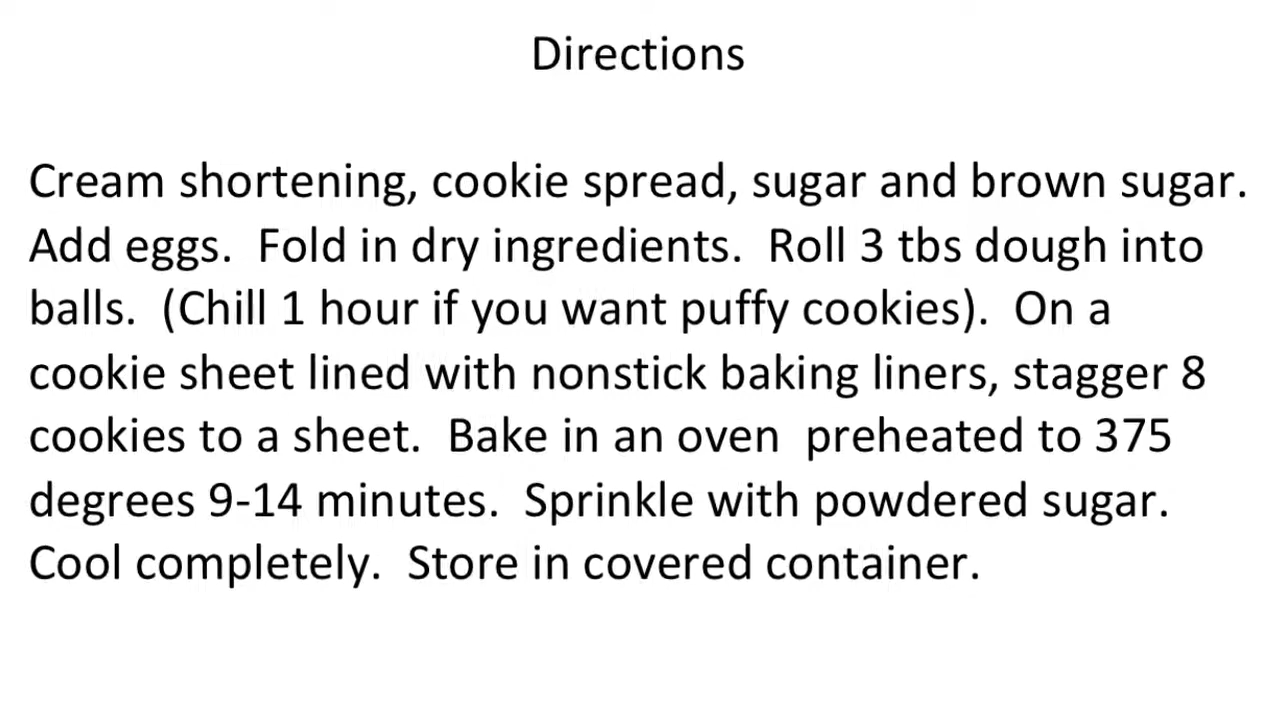 Directions
Cream shortening, cookie spread, sugar and brown sugar.
Add eggs.  Fold in dry ingredients.  Roll 3 tbs dough into
balls.  (Chill 1 hour if you want puffy cookies).  On a
cookie sheet lined with nonstick baking liners, stagger 8
cookies to a sheet.  Bake in an oven  preheated to 375
degrees 9-14 minutes.  Sprinkle with powdered sugar.
Cool completely.  Store in covered container.